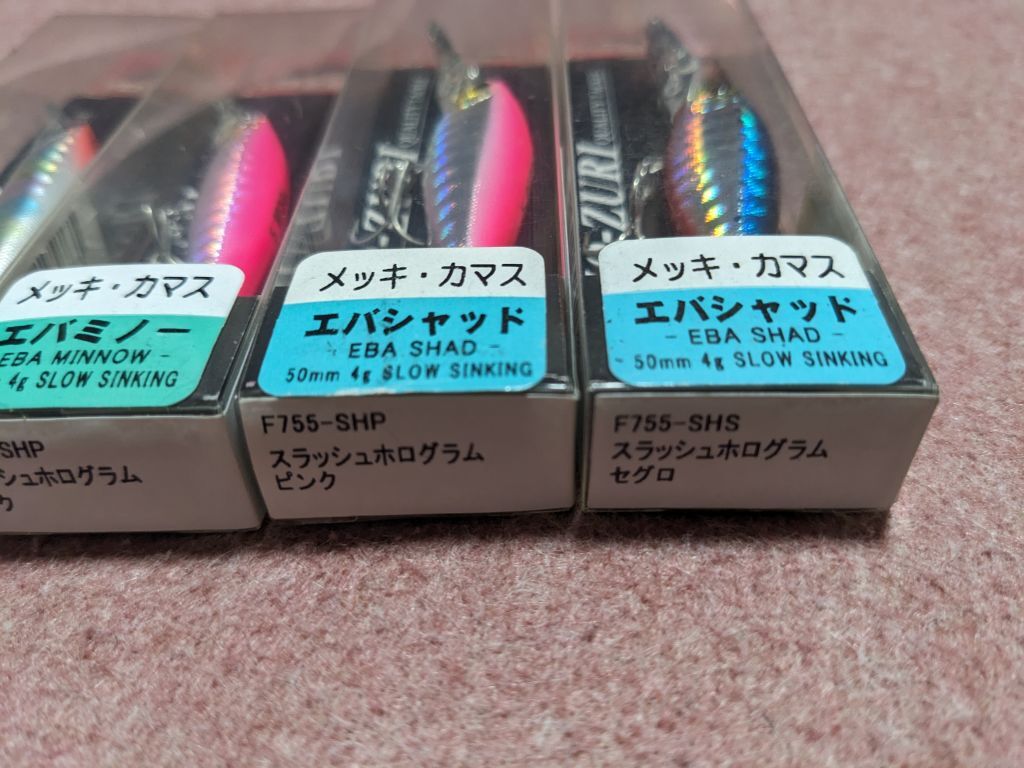 メッキ・カマス
エバミノー
EBA MINNOW -
4g SLOW SINKING
SHP
シュホログラム
ク
メッキ・カマス
エバシャッド
- EBA SHAD -
50mm 4g SLOW SINKING
F755-SHP
スラッシュホログラム
ピンク
-ZURI
メッキ・カマス
エバシャッド
- EBA SHAD -
50mm 4g SLOW SINKING
F755-SHS
スラッシュホログラム
セグロ